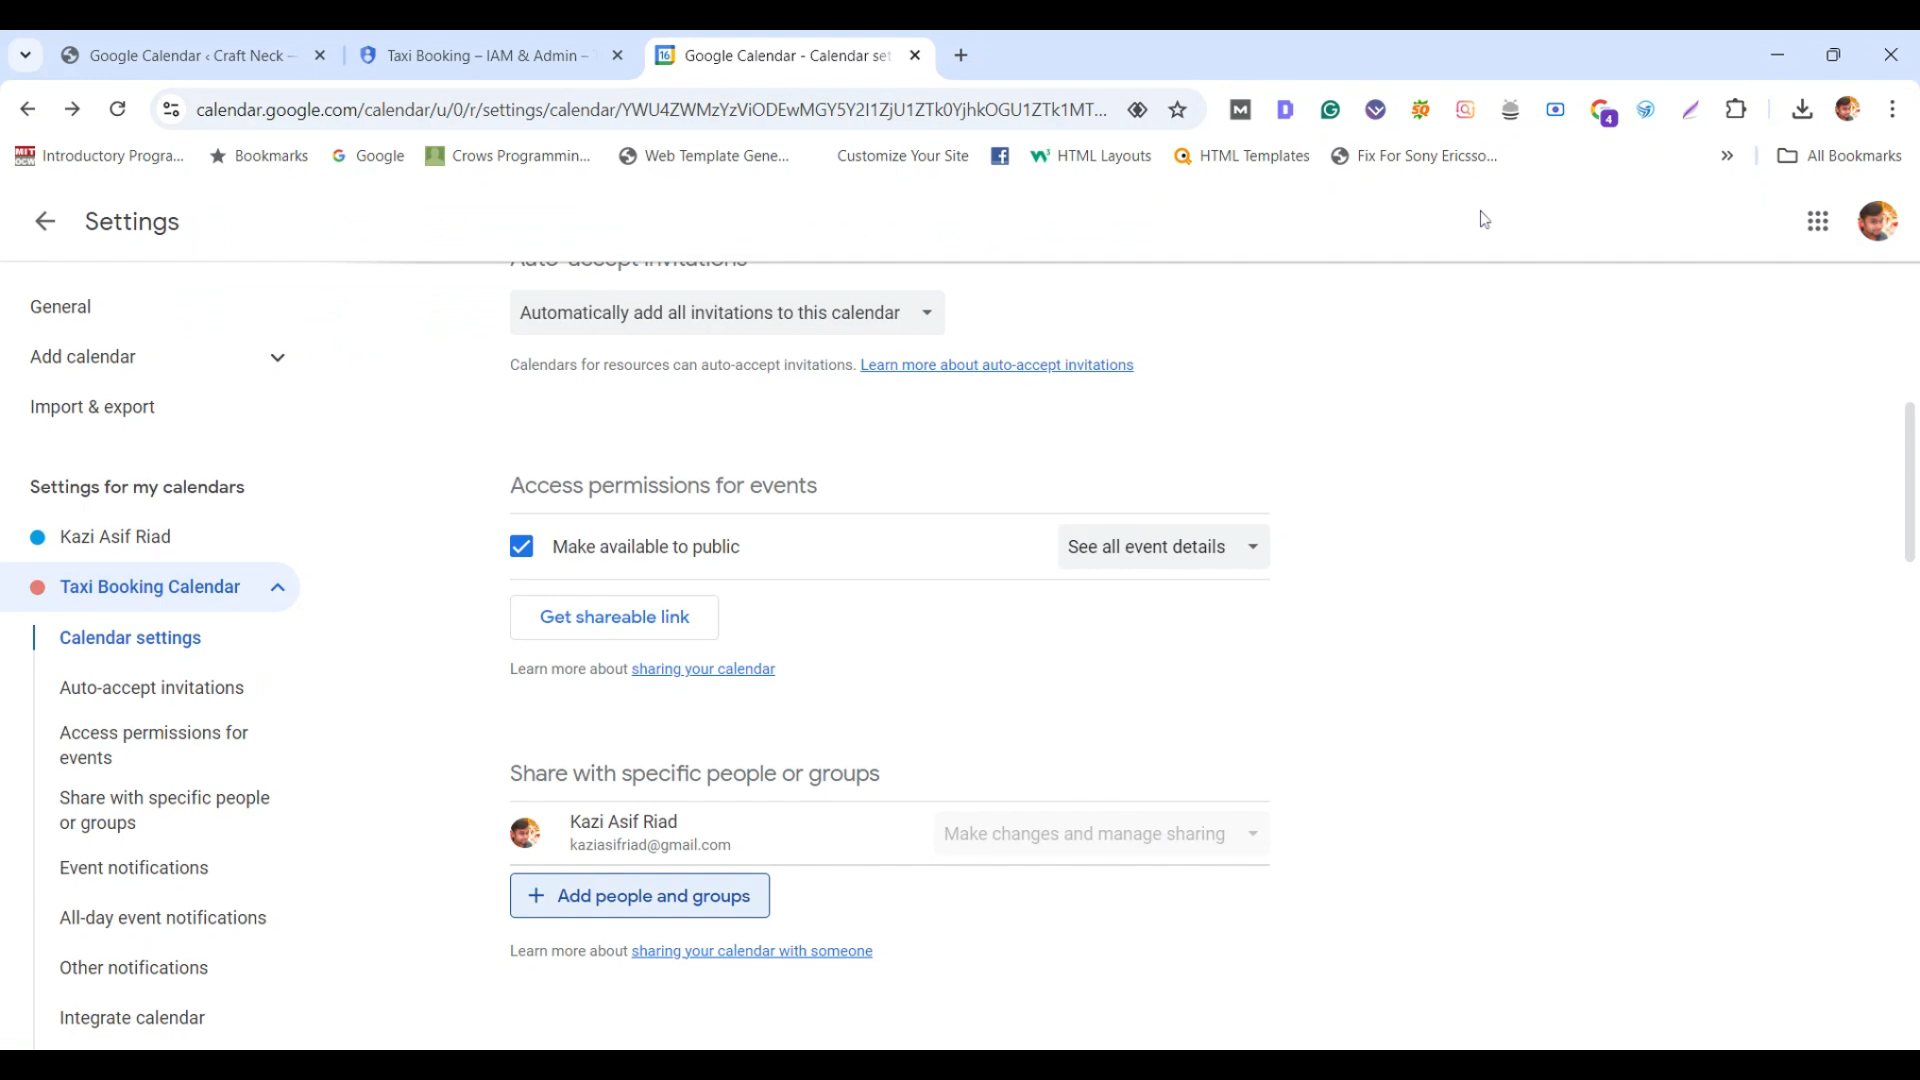 Google Calendar ‹ Craft Neck –
Taxi Booking – IAM & Admin –
16
Google Calendar - Calendar set
calendar.google.com/calendar/u/0/r/settings/calendar/YWU4ZWMzYzViODEwMGY5Y2I1ZjU1ZTk0YjhkOGU1ZTk1MT...
4
MIT
OCW
Introductory Progra...
Bookmarks
Google
Crows Programmin...
Web Template Gene...
Customize Your Site
HTML Layouts
HTML Templates
Fix For Sony Ericsso...
All Bookmarks
Settings
Auto-accept invitations
General
Automatically add all invitations to this calendar
Add calendar
Calendars for resources can auto-accept invitations. Learn more about auto-accept invitations
Import & export
Settings for my calendars
Access permissions for events
Kazi Asif Riad
Make available to public
See all event details
Taxi Booking Calendar
Get shareable link
Calendar settings
Learn more about sharing your calendar
Auto-accept invitations
Access permissions for
events
Share with specific people or groups
Share with specific people
or groups
Kazi Asif Riad
kaziasifriad@gmail.com
Make changes and manage sharing
Event notifications
Add people and groups
All-day event notifications
Learn more about sharing your calendar with someone
Other notifications
Integrate calendar